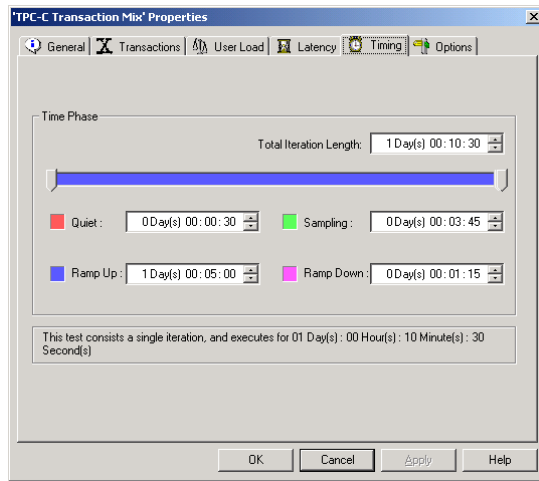 'TPC-C Transaction Mix' Properties
General Transactions User Load Latency Timing Options
Time Phase
Total Iteration Length: 1 Day(s) 00 : 10 : 30
Quiet : 0 Day(s) 00 : 00 : 30 Sampling : 0 Day(s) 00 : 03 : 45
Ramp Up : 1 Day(s) 00 : 05 : 00 Ramp Down : 0 Day(s) 00 : 01 : 15
This test consists a single iteration, and executes for 01 Day(s) : 00 Hour(s) : 10 Minute(s) : 30
Second(s)
OK Cancel Apply Help